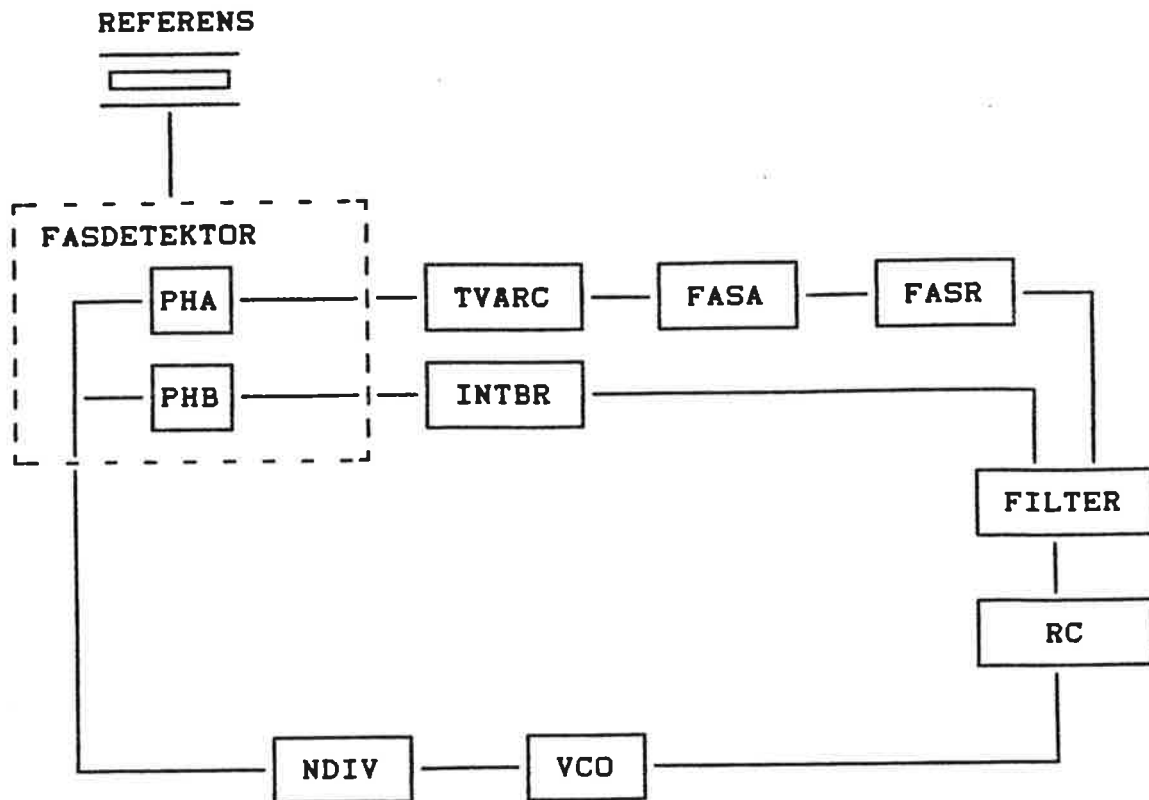 REFERENS
FASDETEKTOR
PHA
TVARC
FASA
FASR
PHB
INTBR
FILTER
RC
NDIV
VCO